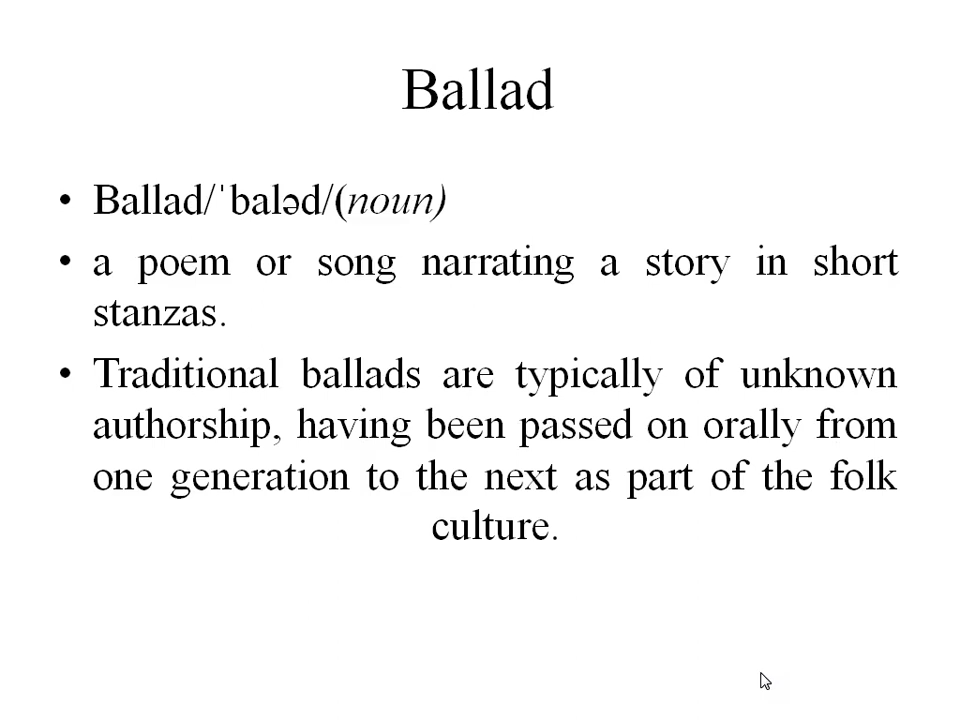 Ballad
• Ballad/ˈbaləd/(noun)
• a poem or song narrating a story in short
stanzas.
• Traditional ballads are typically of unknown
authorship, having been passed on orally from
one generation to the next as part of the folk
culture.